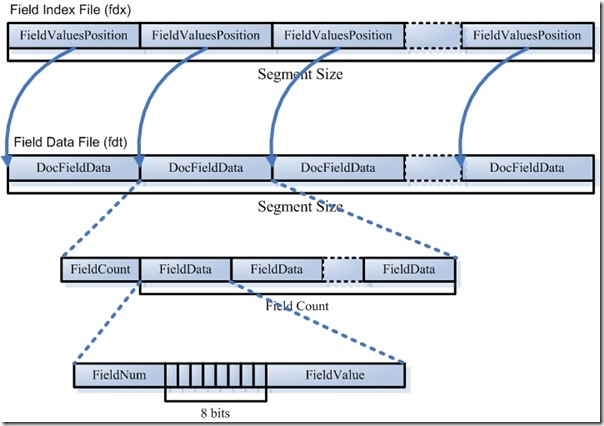 Field Index File (fdx)
FieldValuesPosition FieldValuesPosition FieldValuesPosition FieldValuesPosition
Segment Size
Field Data File (fdt)
DocFieldData DocFieldData DocFieldData DocFieldData
Segment Size
FieldCount FieldData FieldData FieldData
Field Count
FieldNum FieldValue
8 bits